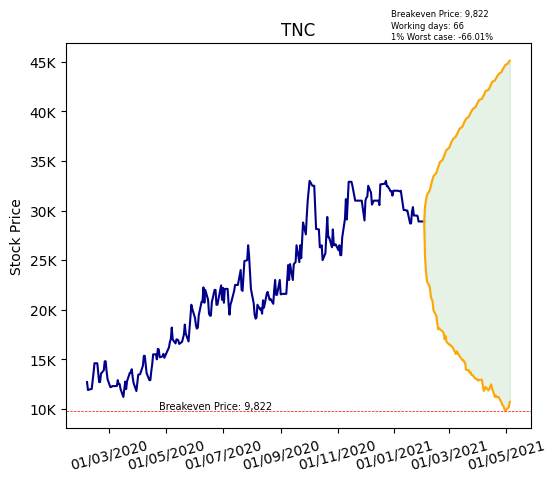 Breakeven Price: 9,822
Working days: 66
1% Worst case: -66.01%
TNC
Stock Price
45K
40K
35K
30K
25K
20K
15K
10K
Breakeven Price: 9,822
01/03/2020
01/05/2020
01/07/2020
01/09/2020
01/11/2020
01/01/2021
01/03/2021
01/05/2021